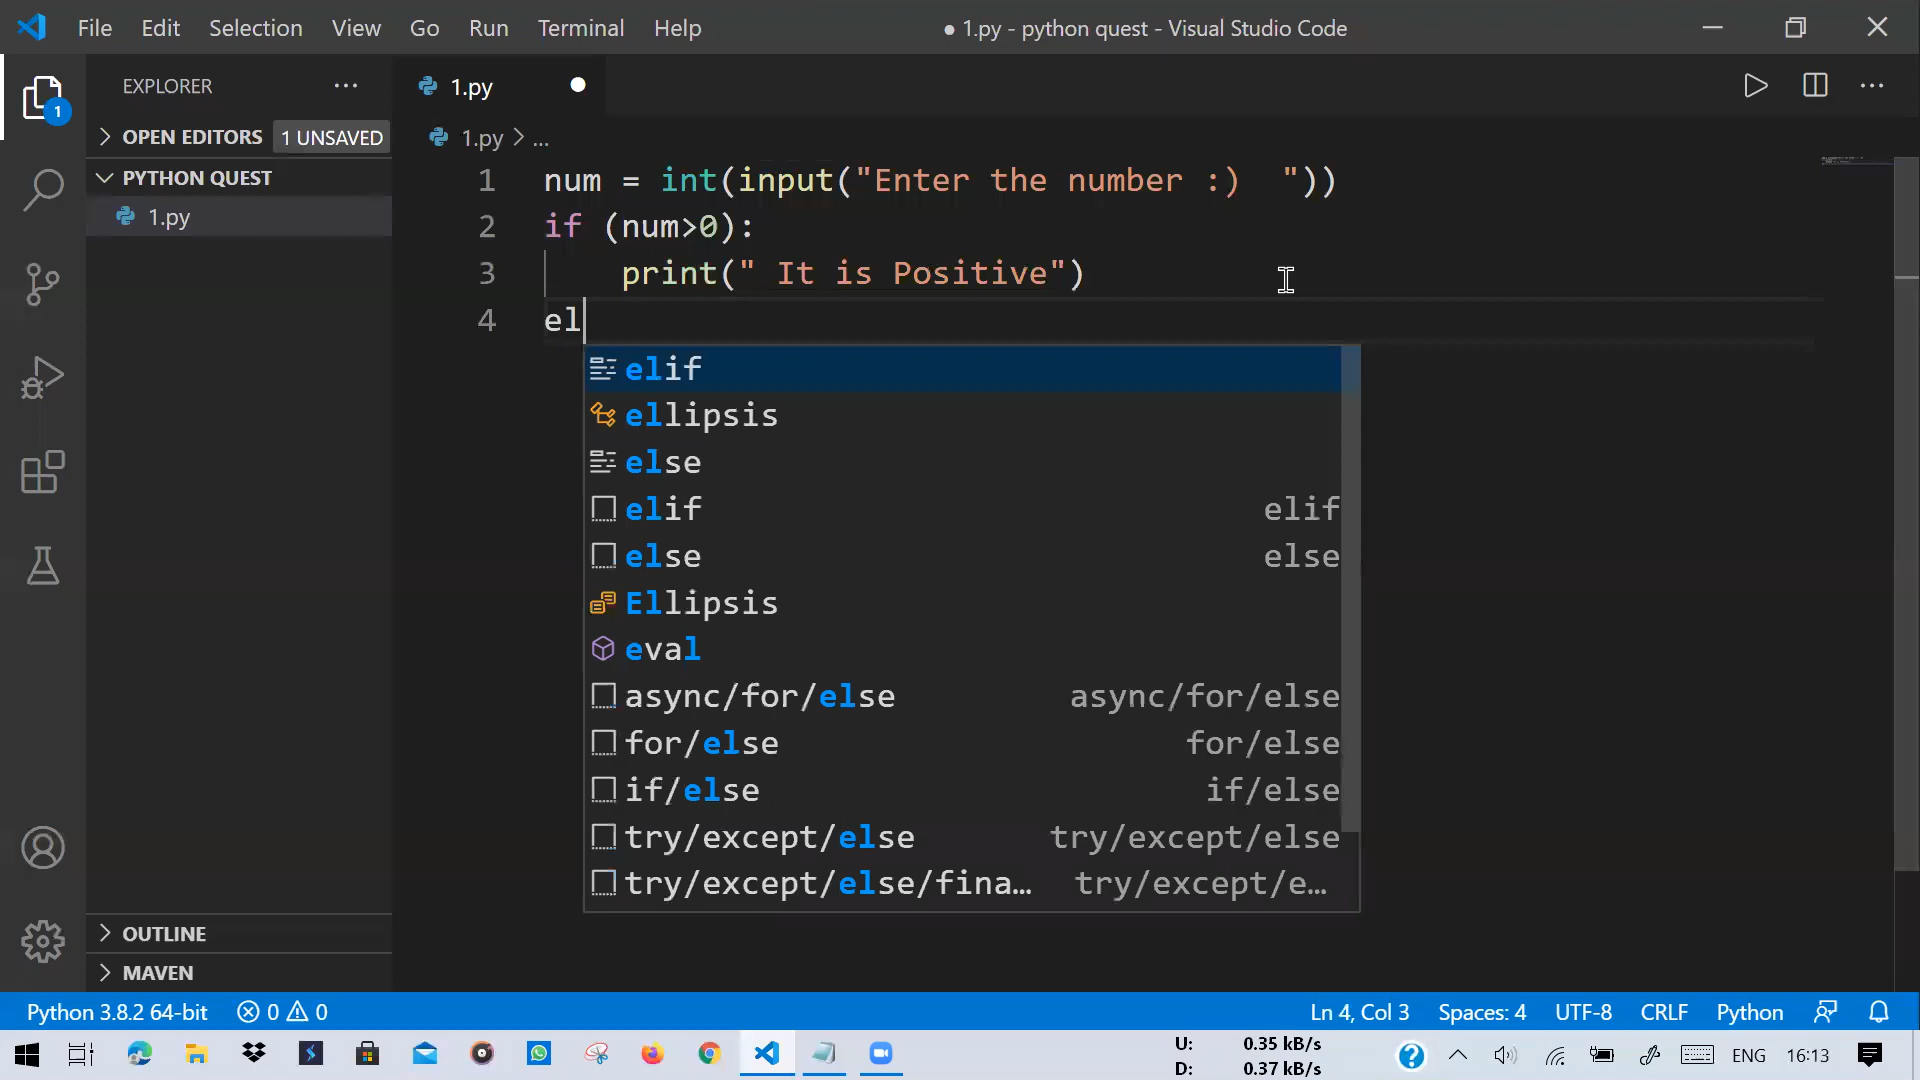 File Edit Selection View Go Run Terminal Help
● 1.py - python quest - Visual Studio Code
EXPLORER
1
OPEN EDITORS 1 UNSAVED
PYTHON QUEST
1.py
OUTLINE
MAVEN
1.py
1.py > ...
1 num = int(input("Enter the number :)  "))
2 if (num>0):
3     print(" It is Positive")
4 el
elif
ellipsis
else
elif elif
else else
Ellipsis
eval
async/for/else async/for/else
for/else for/else
if/else if/else
try/except/else try/except/else
try/except/else/fina… try/except/e…
Python 3.8.2 64-bit 0 0 Ln 4, Col 3 Spaces: 4 UTF-8 CRLF Python
U: 0.35 kB/s
D: 0.37 kB/s
ENG 16:13